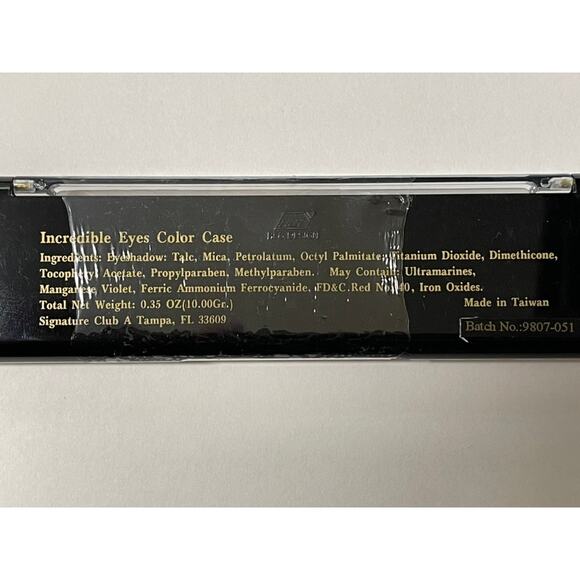 Incredible Eyes Color Case
Ingredients: Eyeshadow: Talc, Mica, Petrolatum, Octyl Palmitate, Titanium Dioxide, Dimethicone,
Tocopheryl Acetate, Propylparaben, Methylparaben. May Contain: Ultramarines,
Manganese Violet, Ferric Ammonium Ferrocyanide, FD&C.Red No. 40, Iron Oxides.
Total Net Weight: 0.35 OZ(10.00Gr.)
Made in Taiwan
Signature Club A Tampa, FL 33609
Batch No.:9807-051